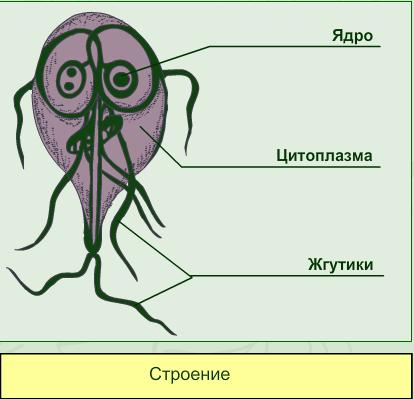 Ядро
Цитоплазма
Жгутики
Строение